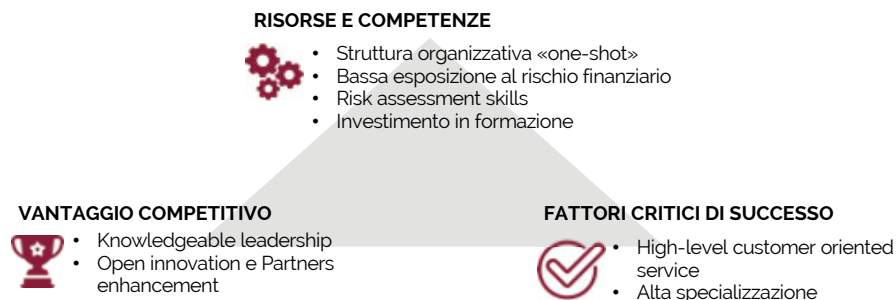 RISORSE E COMPETENZE
• Struttura organizzativa «one-shot»
• Bassa esposizione al rischio finanziario
• Risk assessment skills
• Investimento in formazione
VANTAGGIO COMPETITIVO
• Knowledgeable leadership
• Open innovation e Partners
enhancement
FATTORI CRITICI DI SUCCESSO
• High-level customer oriented
service
• Alta specializzazione